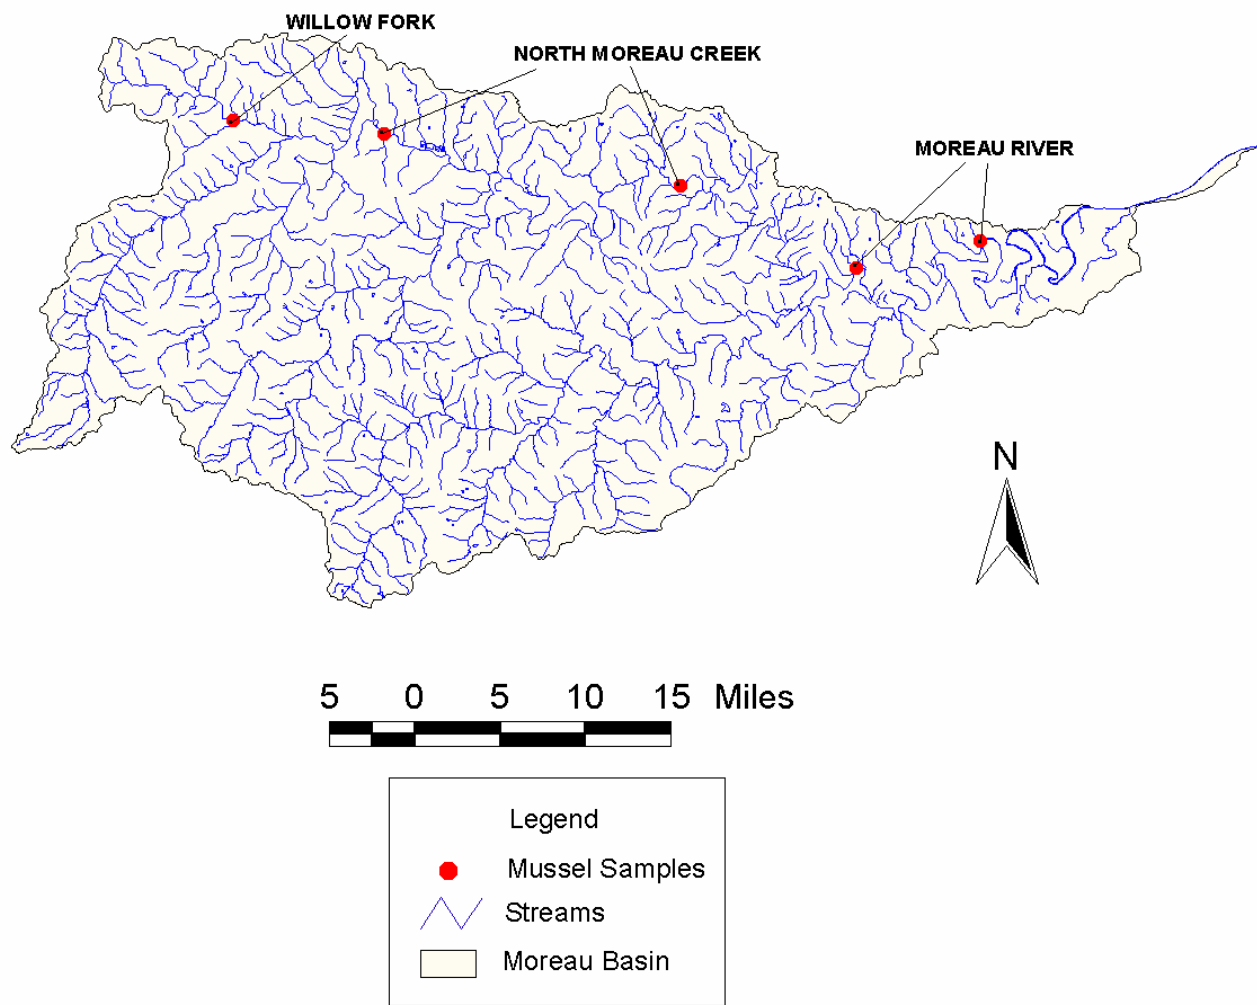 WILLOW FORK
NORTH MOREAU CREEK
MOREAU RIVER
N
5 0 5 10 15 Miles
Legend
Mussel Samples
Streams
Moreau Basin